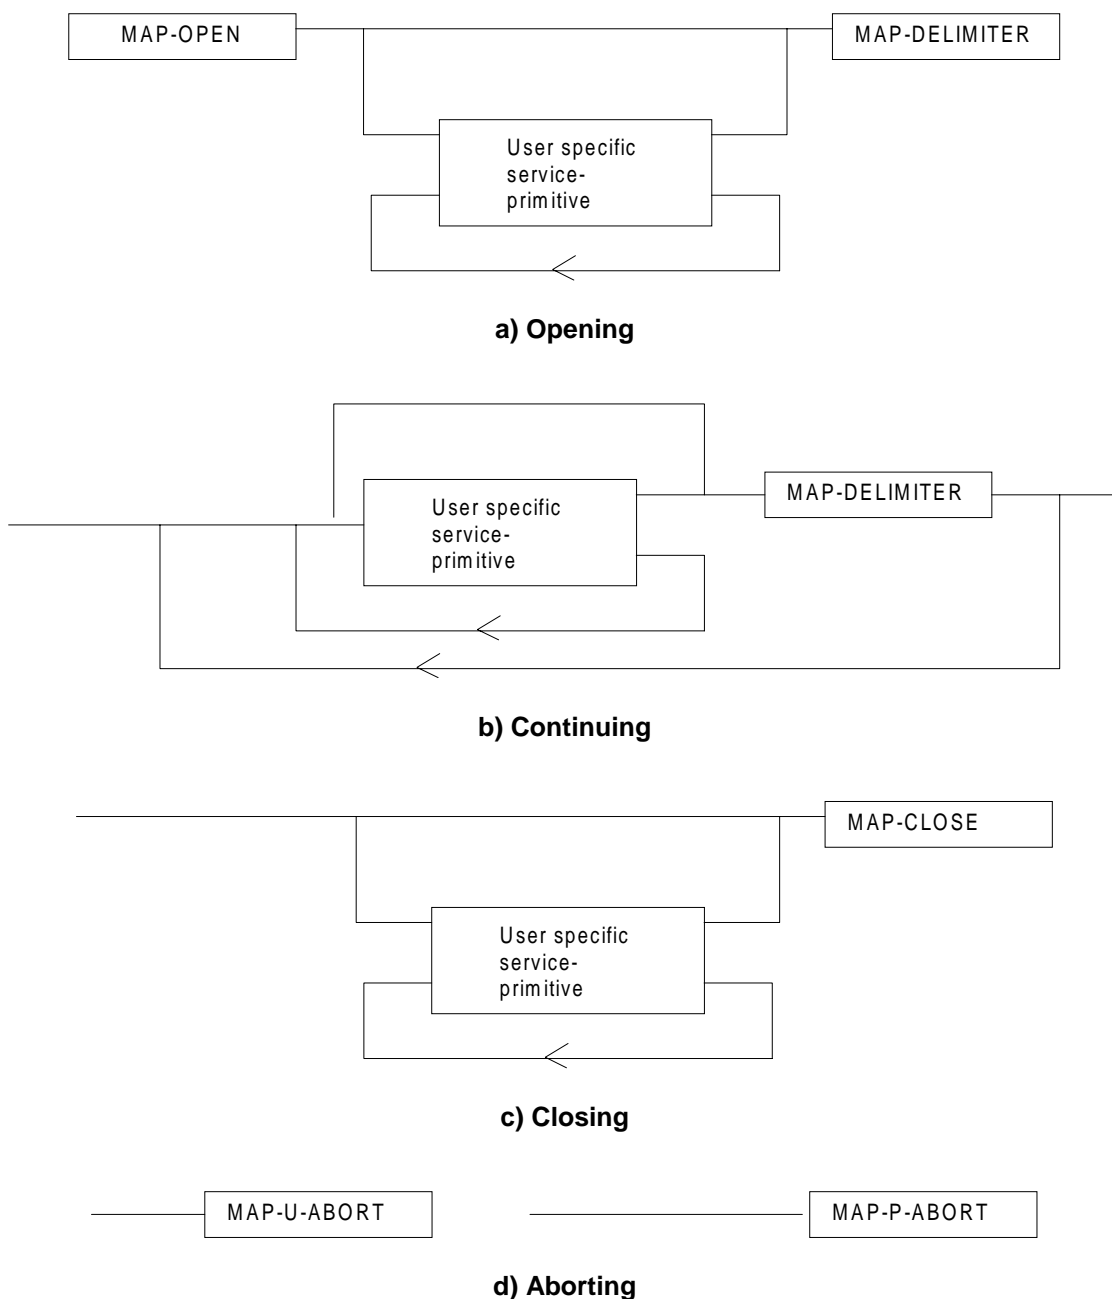 MAP-OPEN
MAP-DELIMITER
User specific
service-
primitive
a) Opening
MAP-DELIMITER
User specific
service-
primitive
b) Continuing
MAP-CLOSE
User specific
service-
primitive
c) Closing
MAP-U-ABORT
MAP-P-ABORT
d) Aborting